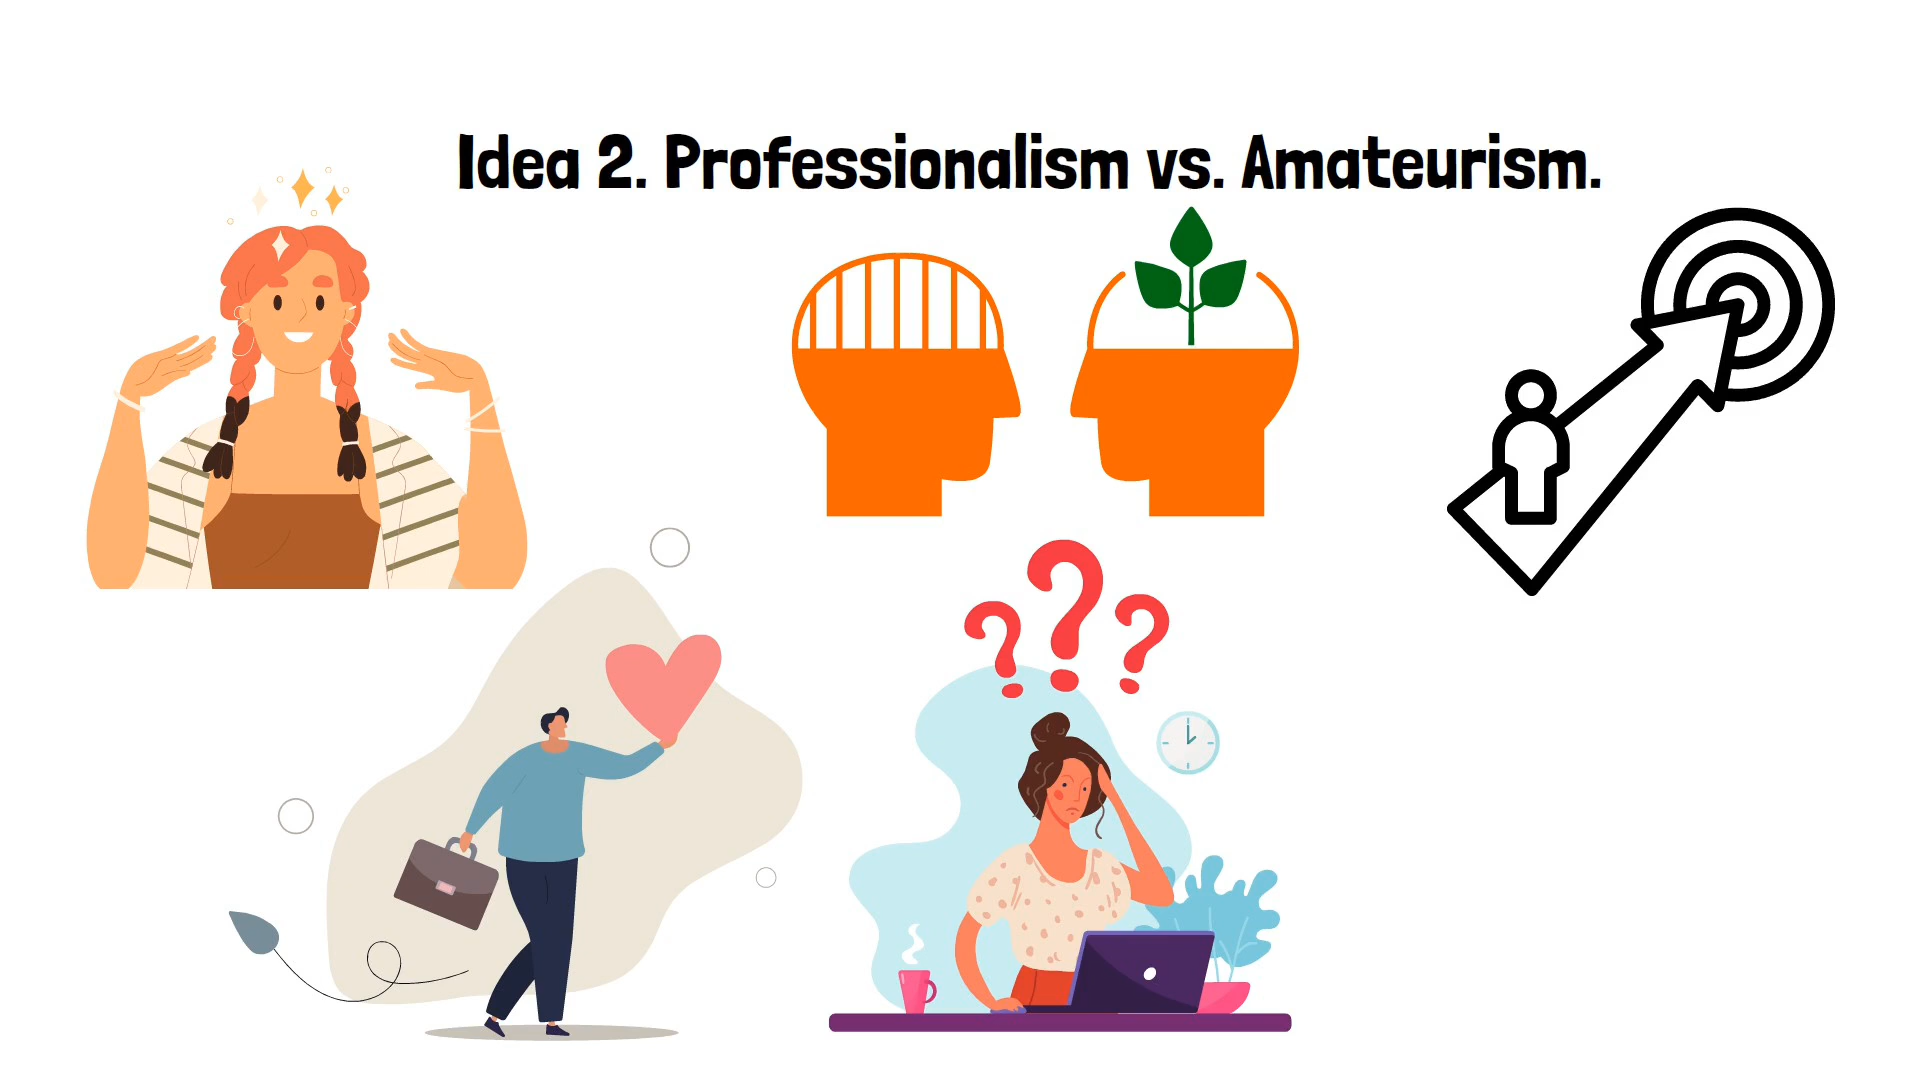 Idea 2. Professionalism vs. Amateurism.
? ? ?